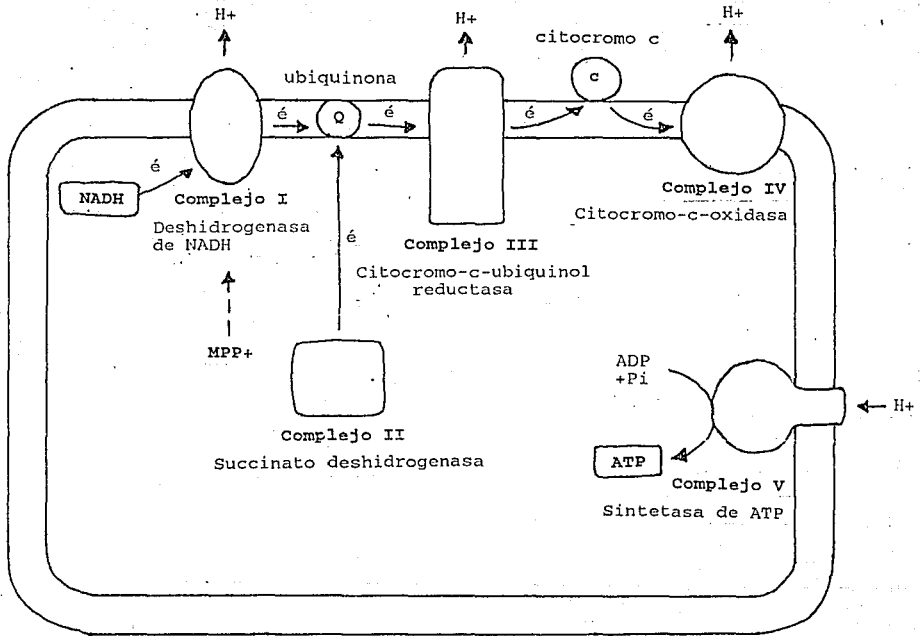 H+
H+
H+
citocromo c
ubiquinona
c
Q
é
é
é
é
é
NADH
Complejo I
Deshidrogenasa
de NADH
Complejo IV
Citocromo-c-oxidasa
é
Complejo III
Citocromo-c-ubiquinol
reductasa
MPP+
Complejo II
Succinato deshidrogenasa
ADP
+Pi
H+
ATP
Complejo V
Sintetasa de ATP